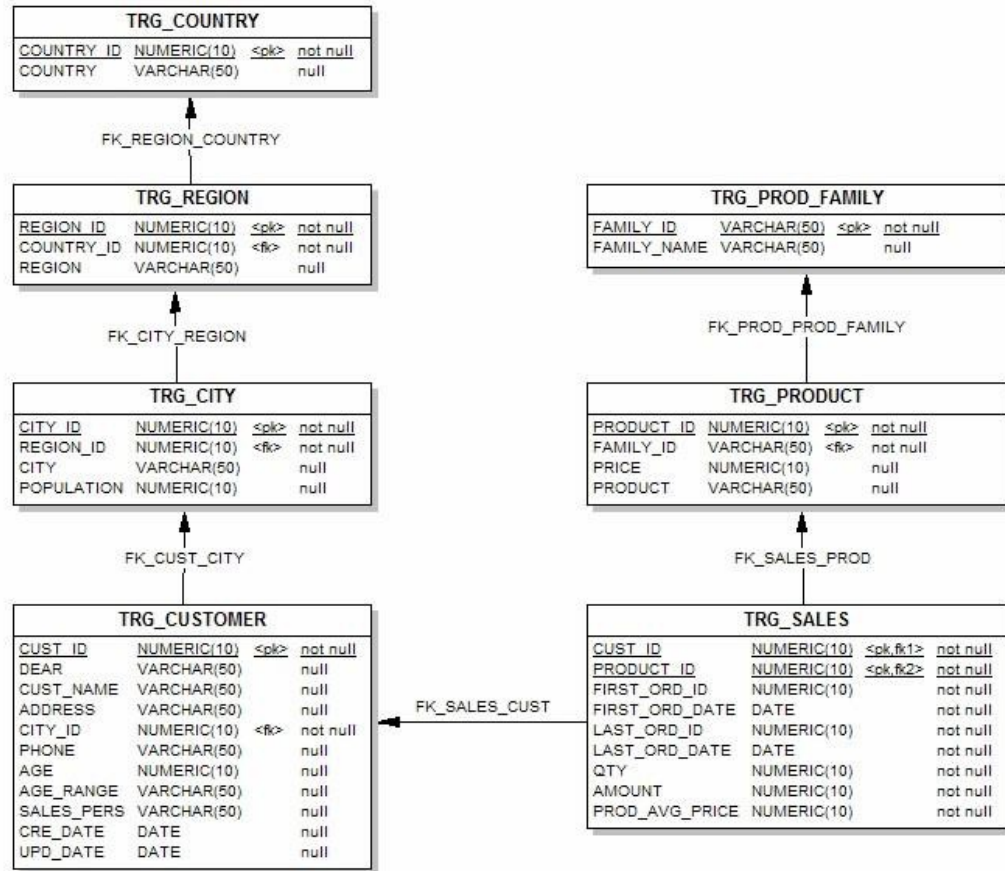 TRG_COUNTRY
COUNTRY_ID NUMERIC(10) <pk> not null
COUNTRY VARCHAR(50) null
FK_REGION_COUNTRY
TRG_REGION
REGION_ID NUMERIC(10) <pk> not null
COUNTRY_ID NUMERIC(10) <fk> not null
REGION VARCHAR(50) null
FK_CITY_REGION
TRG_CITY
CITY_ID NUMERIC(10) <pk> not null
REGION_ID NUMERIC(10) <fk> not null
CITY VARCHAR(50) null
POPULATION NUMERIC(10) null
FK_CUST_CITY
TRG_CUSTOMER
CUST_ID NUMERIC(10) <pk> not null
DEAR VARCHAR(50) null
CUST_NAME VARCHAR(50) null
ADDRESS VARCHAR(50) null
CITY_ID NUMERIC(10) <fk> not null
PHONE VARCHAR(50) null
AGE NUMERIC(10) null
AGE_RANGE VARCHAR(50) null
SALES_PERS VARCHAR(50) null
CRE_DATE DATE null
UPD_DATE DATE null
FK_SALES_CUST
TRG_PROD_FAMILY
FAMILY_ID VARCHAR(50) <pk> not null
FAMILY_NAME VARCHAR(50) null
FK_PROD_PROD_FAMILY
TRG_PRODUCT
PRODUCT_ID NUMERIC(10) <pk> not null
FAMILY_ID VARCHAR(50) <fk> not null
PRICE NUMERIC(10) null
PRODUCT VARCHAR(50) null
FK_SALES_PROD
TRG_SALES
CUST_ID NUMERIC(10) <pk,fk1> not null
PRODUCT_ID NUMERIC(10) <pk,fk2> not null
FIRST_ORD_ID NUMERIC(10) not null
FIRST_ORD_DATE DATE not null
LAST_ORD_ID NUMERIC(10) not null
LAST_ORD_DATE DATE not null
QTY NUMERIC(10) not null
AMOUNT NUMERIC(10) not null
PROD_AVG_PRICE NUMERIC(10) not null